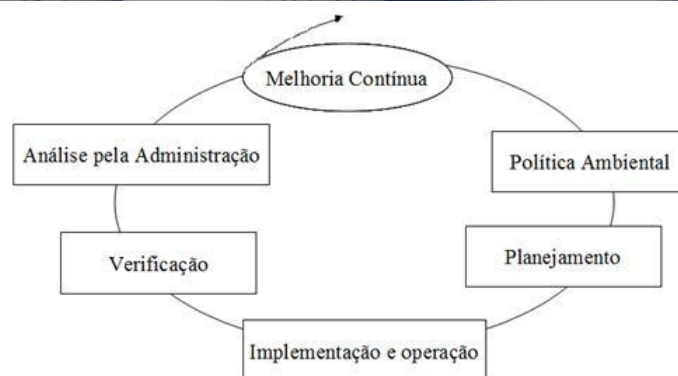 Melhoria Contínua
Análise pela Administração
Política Ambiental
Verificação
Planejamento
Implementação e operação